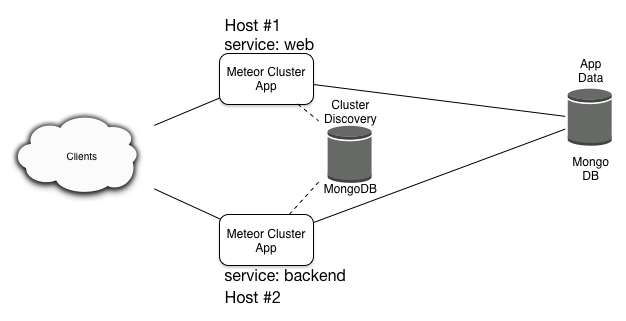 Host #1
service: web
Meteor Cluster
App
Clients
Cluster
Discovery
MongoDB
App
Data
Mongo
DB
Meteor Cluster
App
service: backend
Host #2